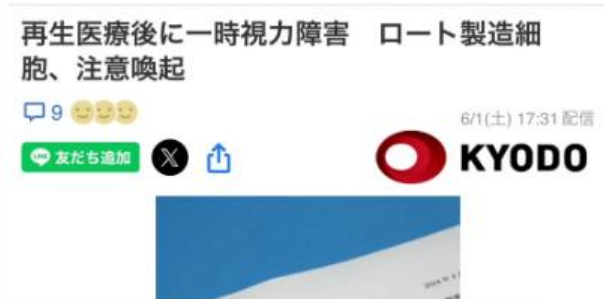 再生医療後に一時視力障害　ロート製造細
胞、注意喚起
9
6/1(土) 17:31 配信
LINE 友だち追加
X
KYODO